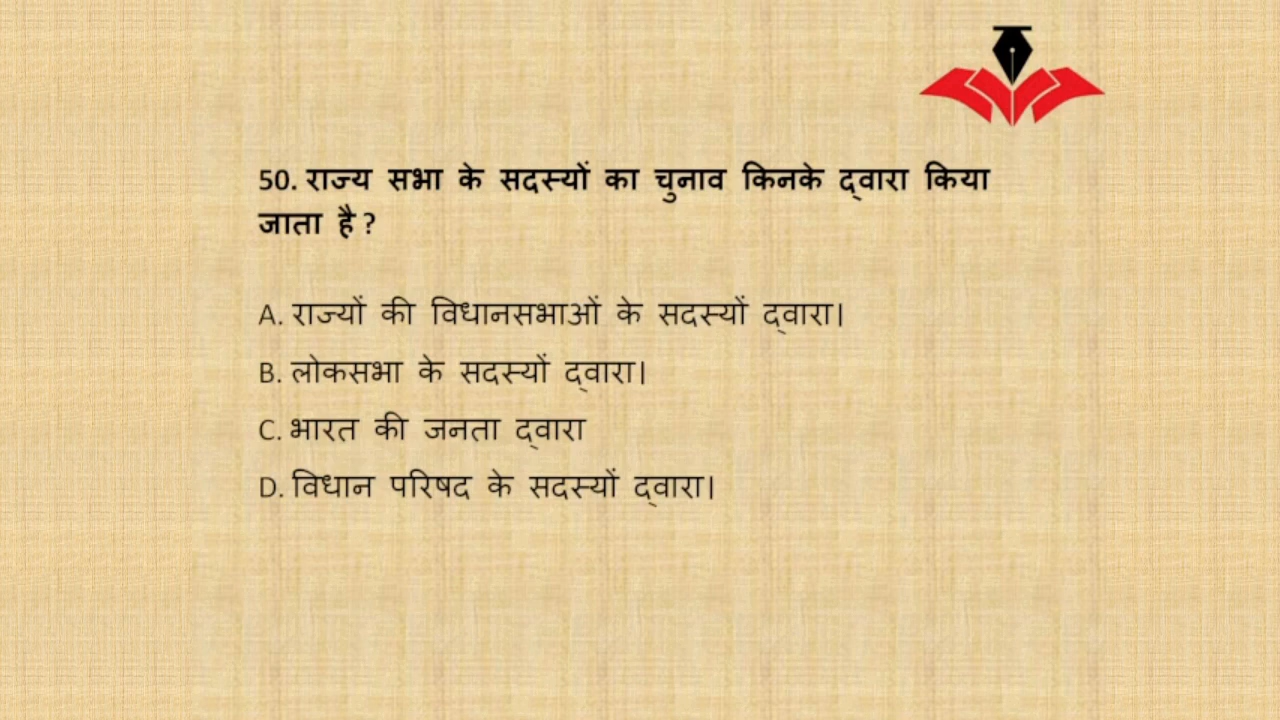 50. राज्य सभा के सदस्यों का चुनाव किनके द्वारा किया
जाता है ?
A. राज्यों की विधानसभाओं के सदस्यों द्वारा।
B. लोकसभा के सदस्यों द्वारा।
C. भारत की जनता द्वारा
D. विधान परिषद के सदस्यों द्वारा।